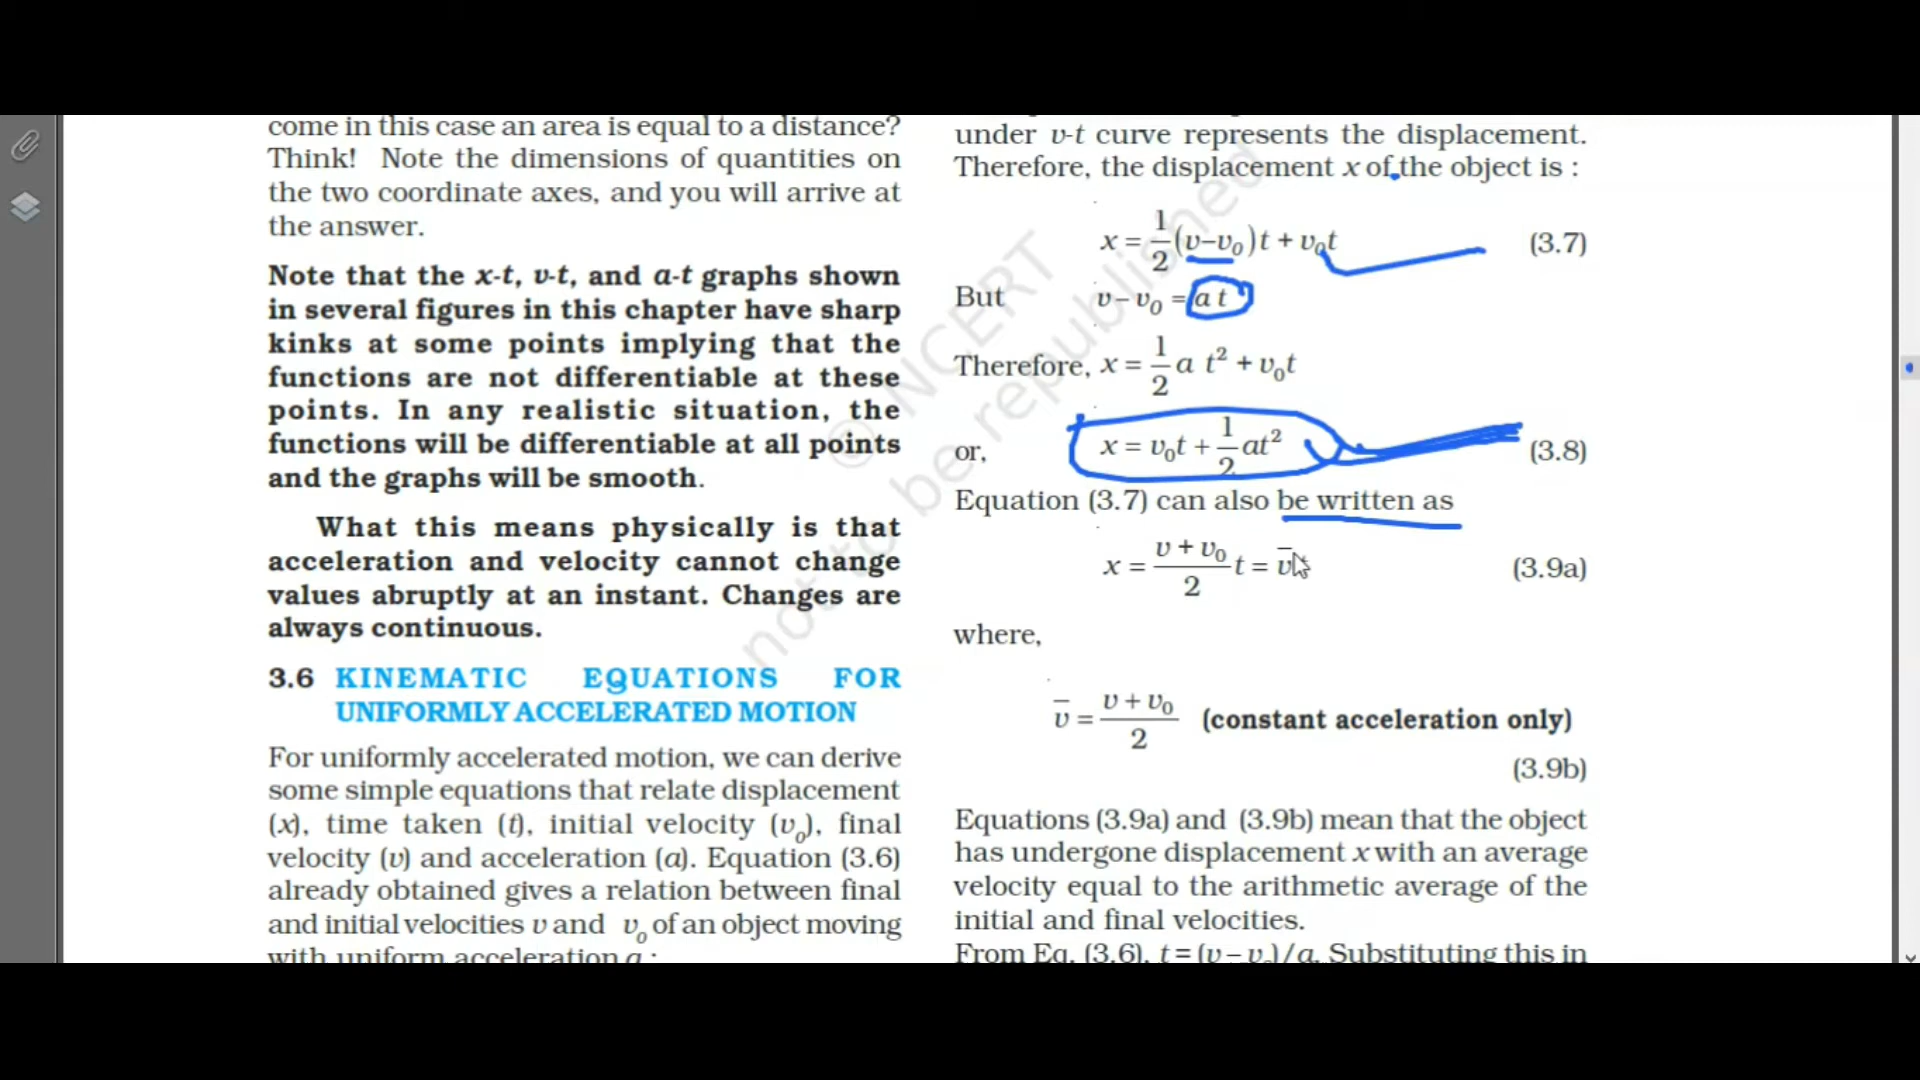 come in this case an area is equal to a distance?
Think! Note the dimensions of quantities on
the two coordinate axes, and you will arrive at
the answer.
Note that the x-t, v-t, and a-t graphs shown
in several figures in this chapter have sharp
kinks at some points implying that the
functions are not differentiable at these
points. In any realistic situation, the
functions will be differentiable at all points
and the graphs will be smooth.
What this means physically is that
acceleration and velocity cannot change
values abruptly at an instant. Changes are
always continuous.
3.6 KINEMATIC EQUATIONS FOR
UNIFORMLY ACCELERATED MOTION
For uniformly accelerated motion, we can derive
some simple equations that relate displacement
(x), time taken (t), initial velocity (v₀), final
velocity (v) and acceleration (a). Equation (3.6)
already obtained gives a relation between final
and initial velocities v and v₀ of an object moving
with uniform acceleration a :
under v-t curve represents the displacement.
Therefore, the displacement x of the object is :
x = 1/2 (v–v₀)t + v₀t (3.7)
But v – v₀ = a t
Therefore, x = 1/2 a t² + v₀t
or, x = v₀t + 1/2 at² (3.8)
Equation (3.7) can also be written as
x = (v + v₀)/2 t = v̄ (3.9a)
where,
v̄ = (v + v₀)/2 (constant acceleration only)
(3.9b)
Equations (3.9a) and (3.9b) mean that the object
has undergone displacement x with an average
velocity equal to the arithmetic average of the
initial and final velocities.
From Eq. (3.6), t = (v – v₀)/a. Substituting this in
© NCERT
not to be republished